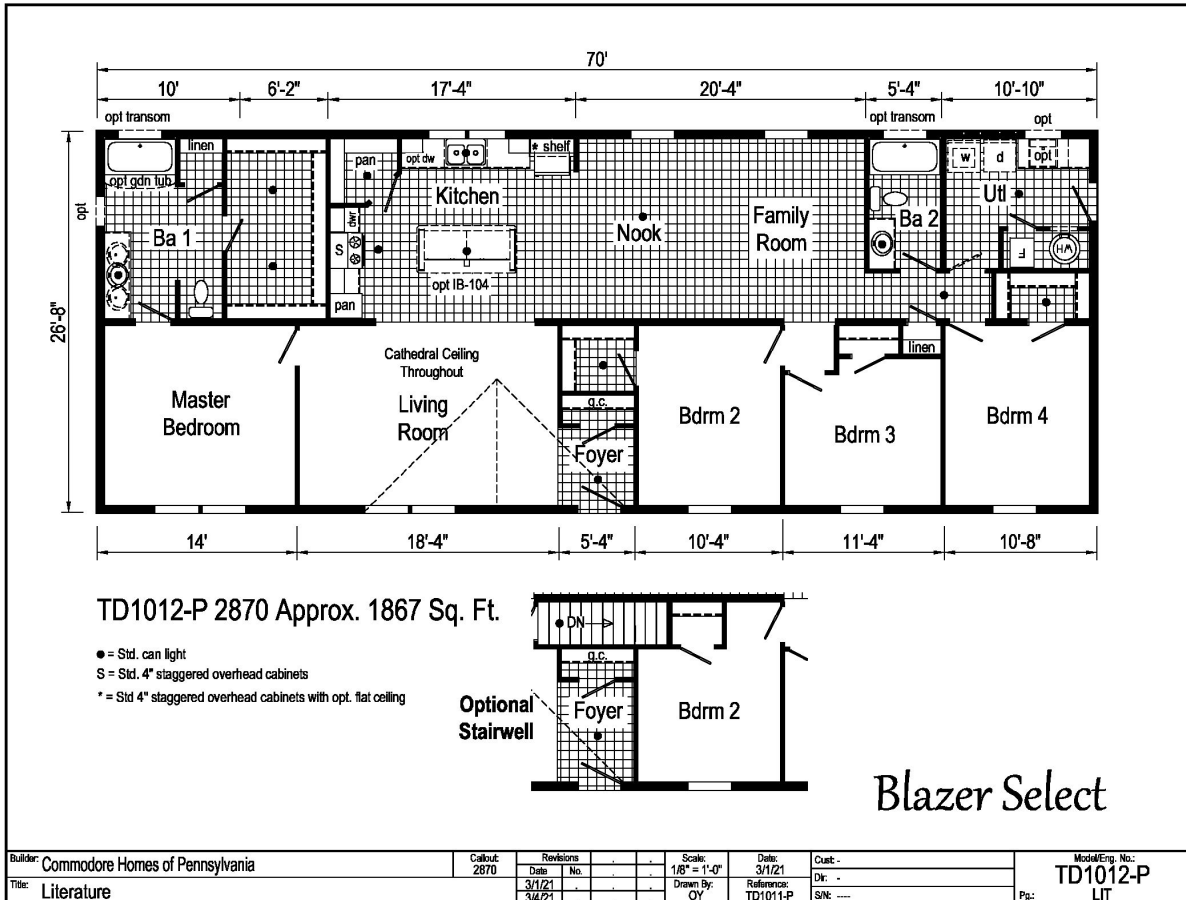 70'
10' 6'-2" 17'-4" 20'-4" 5'-4" 10'-10"
opt transom opt transom opt
26'-8"
linen
opt gdn tub
opt
Ba 1
pan
opt dw
* shelf
Kitchen
dwr
S
opt IB-104
pan
Nook
Family
Room
Ba 2
w d opt
Utl
F WH
linen
Master
Bedroom
Cathedral Ceiling
Throughout
Living
Room
g.c.
Foyer
Bdrm 2
Bdrm 3
Bdrm 4
14' 18'-4" 5'-4" 10'-4" 11'-4" 10'-8"
TD1012-P 2870 Approx. 1867 Sq. Ft.
● = Std. can light
S = Std. 4" staggered overhead cabinets
* = Std 4" staggered overhead cabinets with opt. flat ceiling
DN
g.c.
Optional
Stairwell
Foyer
Bdrm 2
Blazer Select
Builder: Commodore Homes of Pennsylvania
Title: Literature
Callout:
2870
Revisions
Date No.
3/1/21
3/4/21
Scale:
1/8" = 1'-0"
Drawn By:
OY
Date:
3/1/21
Reference:
TD1011-P
Cust: -
Dlr: -
S/N: ----
Model/Eng. No.:
TD1012-P
Pg.: LIT